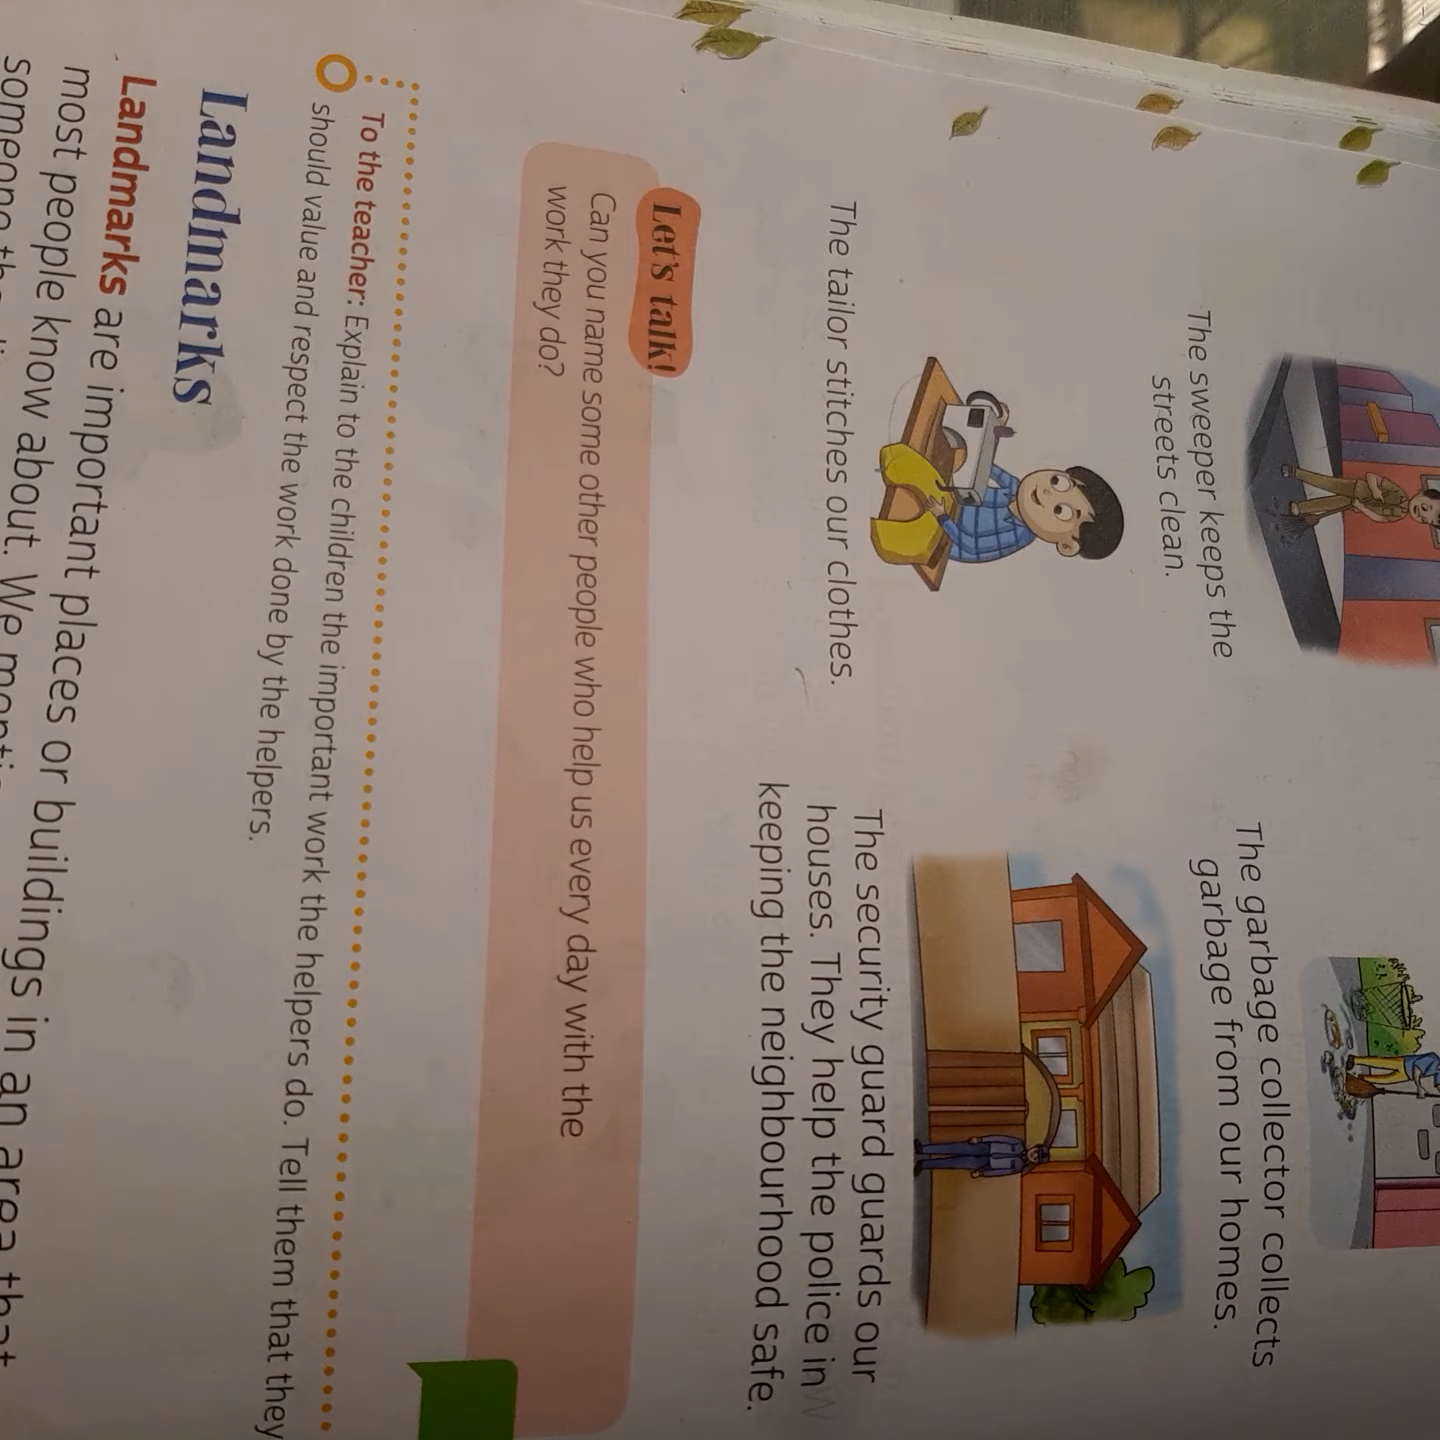 The sweeper keeps the
streets clean.
The garbage collector collects
garbage from our homes.
The tailor stitches our clothes.
The security guard guards our
houses. They help the police in
keeping the neighbourhood safe.
Let's talk!
Can you name some other people who help us every day with the
work they do?
To the teacher: Explain to the children the important work the helpers do. Tell them that they
should value and respect the work done by the helpers.
Landmarks
Landmarks are important places or buildings in an area that
most people know about. We
someone